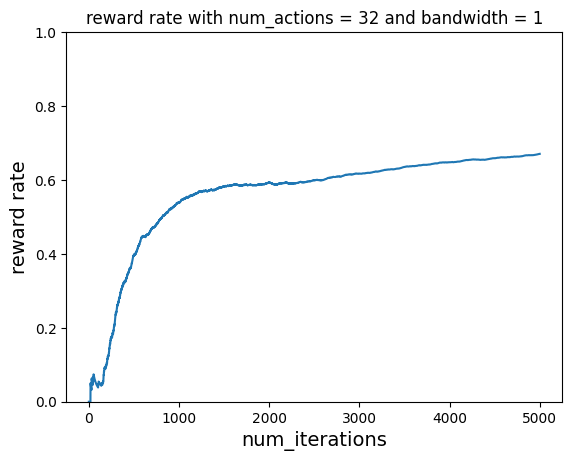 reward rate with num_actions = 32 and bandwidth = 1
1.0
0.8
0.6
0.4
0.2
0.0
reward rate
0 1000 2000 3000 4000 5000
num_iterations